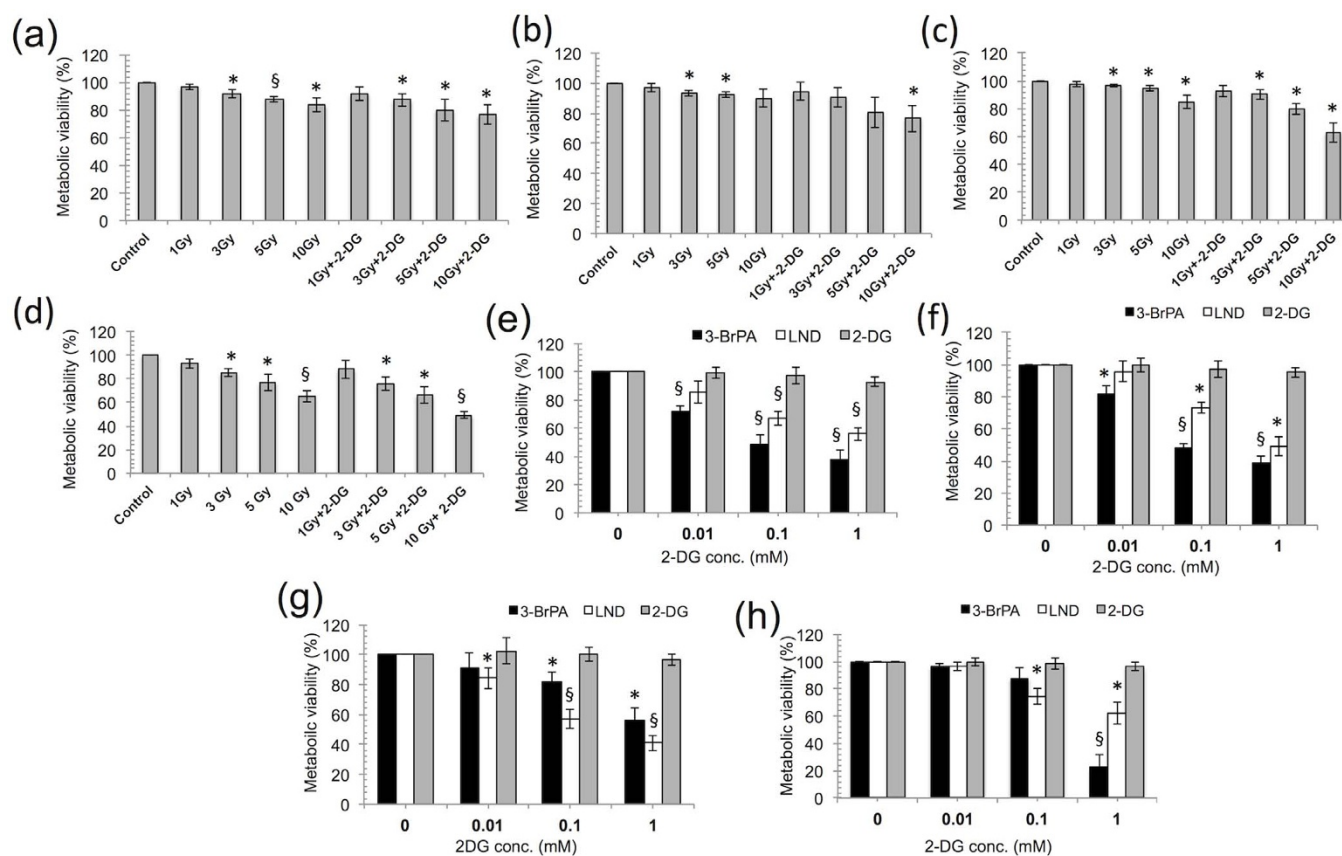 (a)
Metabolic viability (%)
120
100
80
60
40
20
0
* § * * * *
Control 1Gy 3Gy 5Gy 10Gy 1Gy+2-DG 3Gy+2-DG 5Gy+2-DG 10Gy+2-DG
(b)
Metabolic viability (%)
120
100
80
60
40
20
0
* * *
Control 1Gy 3Gy 5Gy 10Gy 1Gy+2-DG 3Gy+2-DG 5Gy+2-DG 10Gy+2-DG
(c)
Metabolic viability (%)
120
100
80
60
40
20
0
* * * * * *
Control 1Gy 3Gy 5Gy 10Gy 1Gy+2-DG 3Gy+2-DG 5Gy+2-DG 10Gy+2-DG
(d)
Metabolic viability (%)
120
100
80
60
40
20
0
* * § * * §
Control 1Gy 3 Gy 5 Gy 10 Gy 1Gy+2-DG 3 Gy+2-DG 5 Gy +2-DG 10 Gy+ 2-DG
(e)
3-BrPA LND 2-DG
Metabolic viability (%)
120
100
80
60
40
20
0
§ § § § §
0 0.01 0.1 1
2-DG conc. (mM)
(f)
3-BrPA LND 2-DG
Metabolic viability (%)
120
100
80
60
40
20
0
* § * § *
0 0.01 0.1 1
2-DG conc. (mM)
(g)
3-BrPA LND 2-DG
Metaboilc viability (%)
120
100
80
60
40
20
0
* * § * §
0 0.01 0.1 1
2DG conc. (mM)
(h)
3-BrPA LND 2-DG
Metabolic viability (%)
120
100
80
60
40
20
0
* § *
0 0.01 0.1 1
2-DG conc. (mM)